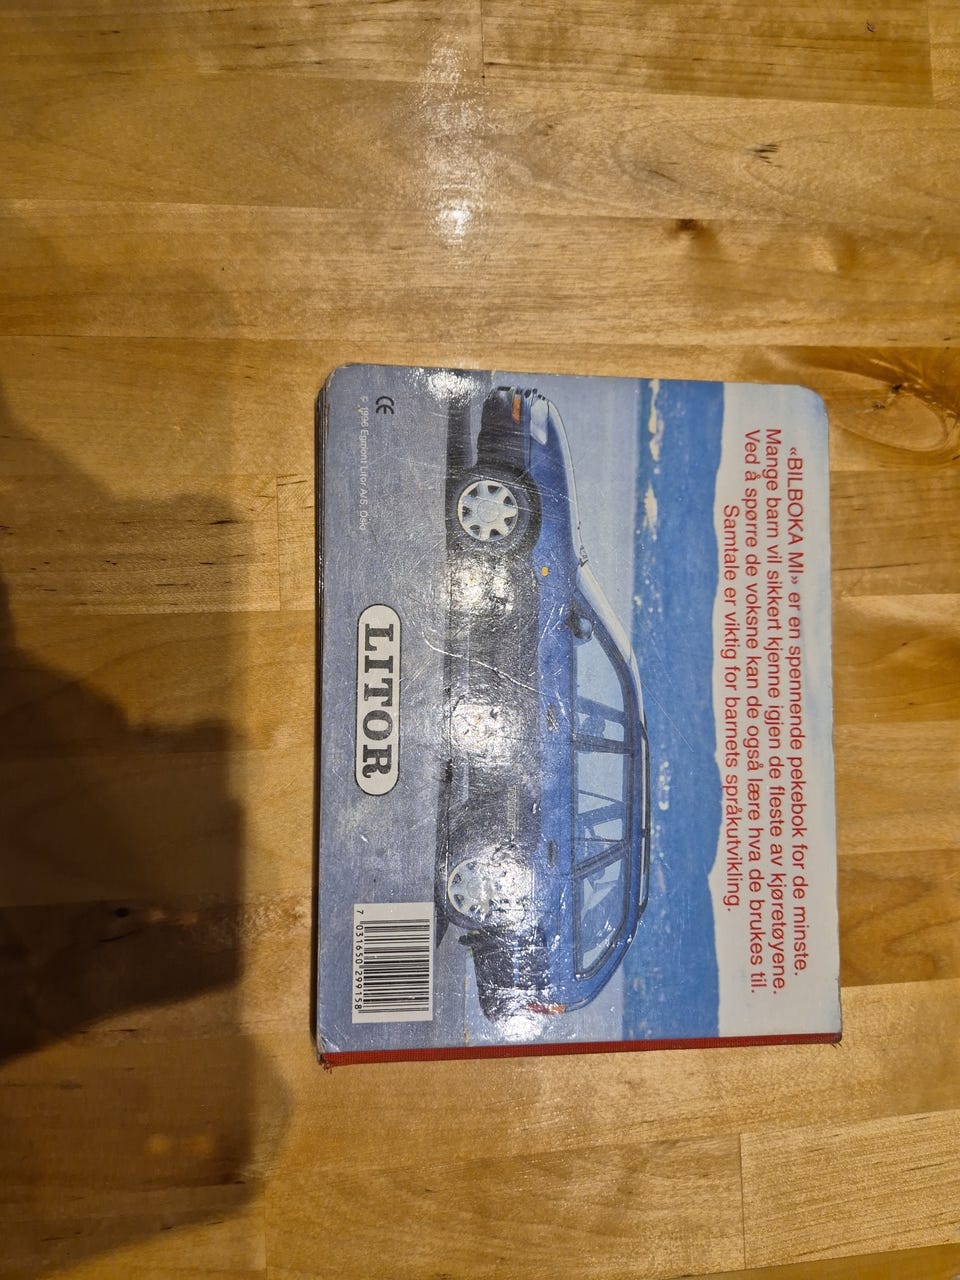 «BILBOKA MI» er en spennende pekebok for de minste.
Mange barn vil sikkert kjenne igjen de fleste av kjøretøyene.
Ved å spørre de voksne kan de også lære hva de brukes til.
Samtale er viktig for barnets språkutvikling.
LITOR
CE
© 1996 Egmont Litor A/S, Oslo
7 031650 299158